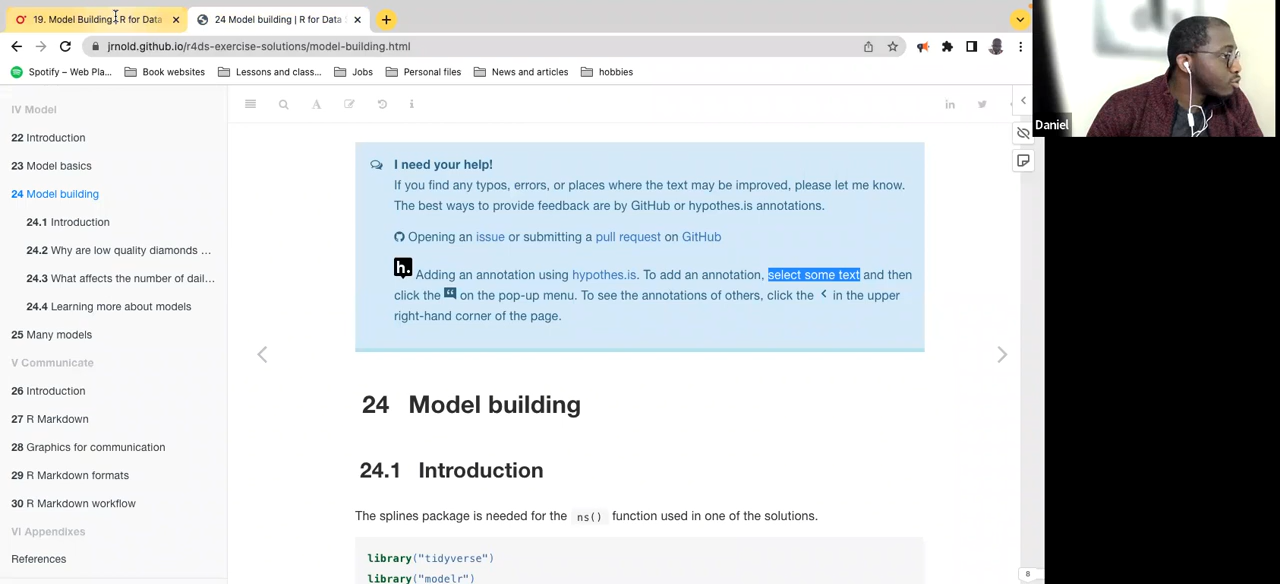 19. Model Building | R for Data
24 Model building | R for Data
jrnold.github.io/r4ds-exercise-solutions/model-building.html
Spotify – Web Pla...
Book websites
Lessons and class...
Jobs
Personal files
News and articles
hobbies
Daniel
IV Model
22 Introduction
23 Model basics
24 Model building
24.1 Introduction
24.2 Why are low quality diamonds ...
24.3 What affects the number of dail...
24.4 Learning more about models
25 Many models
V Communicate
26 Introduction
27 R Markdown
28 Graphics for communication
29 R Markdown formats
30 R Markdown workflow
VI Appendixes
References
I need your help!
If you find any typos, errors, or places where the text may be improved, please let me know.
The best ways to provide feedback are by GitHub or hypothes.is annotations.
Opening an issue or submitting a pull request on GitHub
h. Adding an annotation using hypothes.is. To add an annotation, select some text and then
click the on the pop-up menu. To see the annotations of others, click the in the upper
right-hand corner of the page.
24 Model building
24.1 Introduction
The splines package is needed for the ns() function used in one of the solutions.
library("tidyverse")
library("modelr")
8